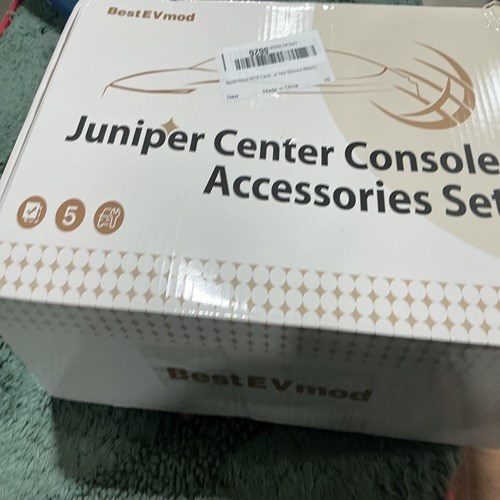 BestEVmod
Juniper Center Console
Accessories Set
5
BestEVmod
Made in China